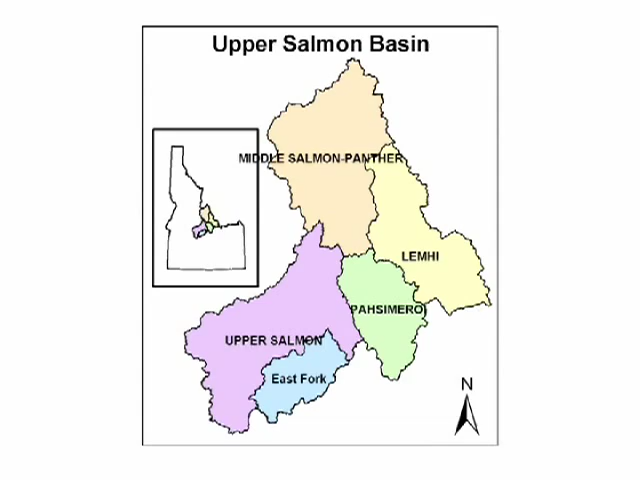 Upper Salmon Basin
MIDDLE SALMON-PANTHER
LEMHI
PAHSIMEROI
UPPER SALMON
East Fork
N